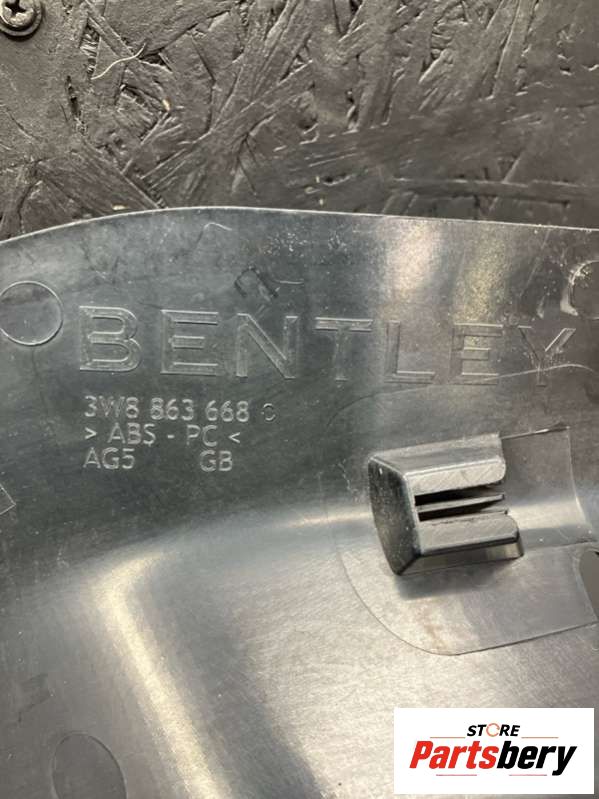 BENTLEY
3W8 863 668 C
> ABS - PC <
AG5 GB
STORE
Partsbery